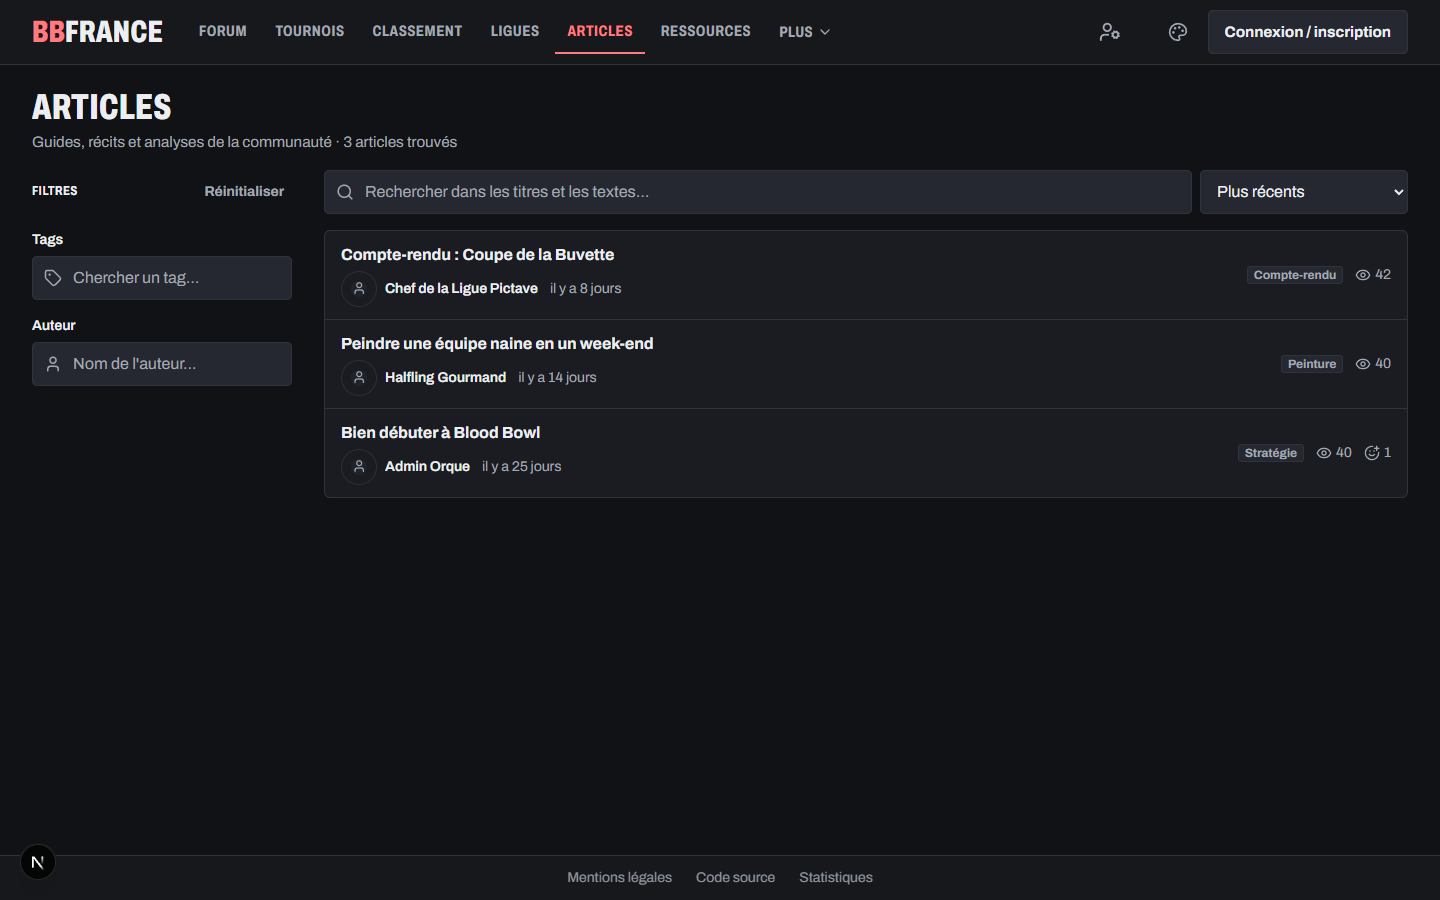 BBFRANCE FORUM TOURNOIS CLASSEMENT LIGUES ARTICLES RESSOURCES PLUS Connexion / inscription
ARTICLES
Guides, récits et analyses de la communauté · 3 articles trouvés
FILTRES Réinitialiser
Rechercher dans les titres et les textes... Plus récents
Tags
Chercher un tag...
Auteur
Nom de l'auteur...
Compte-rendu : Coupe de la Buvette
Chef de la Ligue Pictave il y a 8 jours
Compte-rendu 42
Peindre une équipe naine en un week-end
Halfling Gourmand il y a 14 jours
Peinture 40
Bien débuter à Blood Bowl
Admin Orque il y a 25 jours
Stratégie 40 1
N
Mentions légales Code source Statistiques